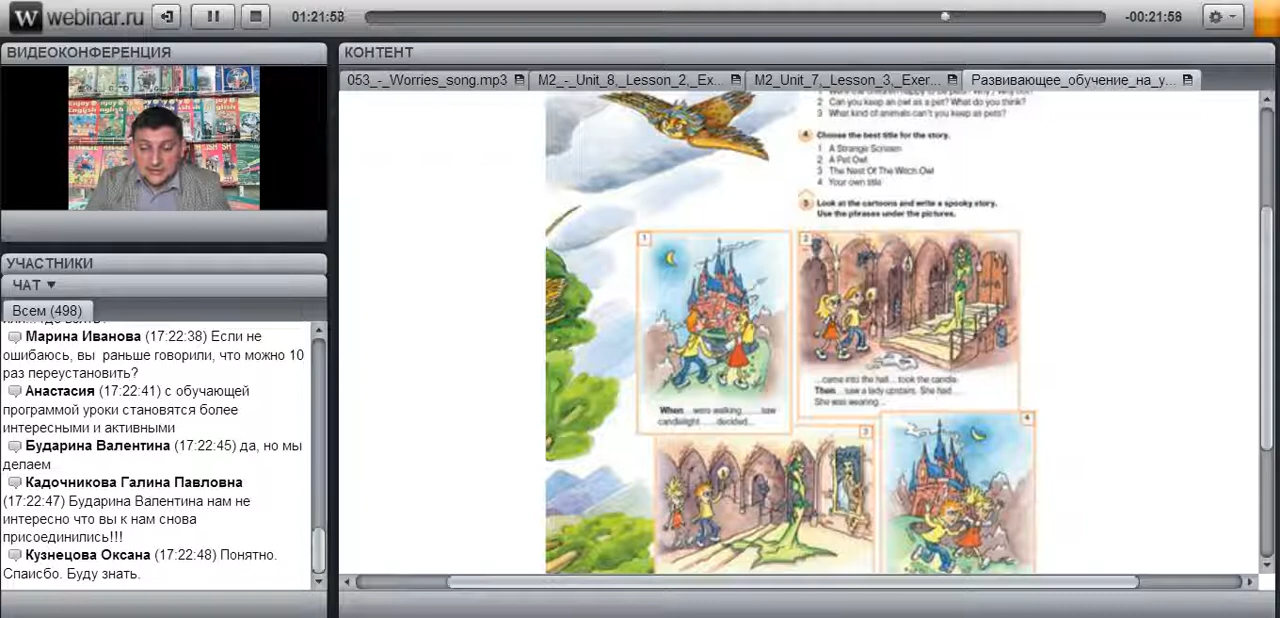 w webinar.ru
01:21:53
-00:21:58
ВИДЕОКОНФЕРЕНЦИЯ
Enjoy English
УЧАСТНИКИ
ЧАТ ▼
Всем (498)
Марина Иванова (17:22:38) Если не
ошибаюсь, вы раньше говорили, что можно 10
раз переустановить?
Анастасия (17:22:41) с обучающей
программой уроки становятся более
интересными и активными
Бударина Валентина (17:22:45) да, но мы
делаем
Кадочникова Галина Павловна
(17:22:47) Бударина Валентина нам не
интересно что вы к нам снова
присоединились!!!
Кузнецова Оксана (17:22:48) Понятно.
Спаисбо. Буду знать.
КОНТЕНТ
053_-_Worries_song.mp3
M2_-_Unit_8,_Lesson_2,_Ex...
M2_Unit_7,_Lesson_3,_Exer...
Развивающее_обучение_на_у...
2 Can you keep an owl as a pet? What do you think?
3 What kind of animals can't you keep as pets?
4 Choose the best title for the story.
1 A Strange Scream
2 A Pet Owl
3 The Nest Of The Witch Owl
4 Your own title
5 Look at the cartoons and write a spooky story.
Use the phrases under the pictures.
1
When ... were walking ... saw
candlelight ... decided...
2
...came into the hall... took the candle.
Then ... saw a lady upstairs. She had...
She was wearing...
3
4